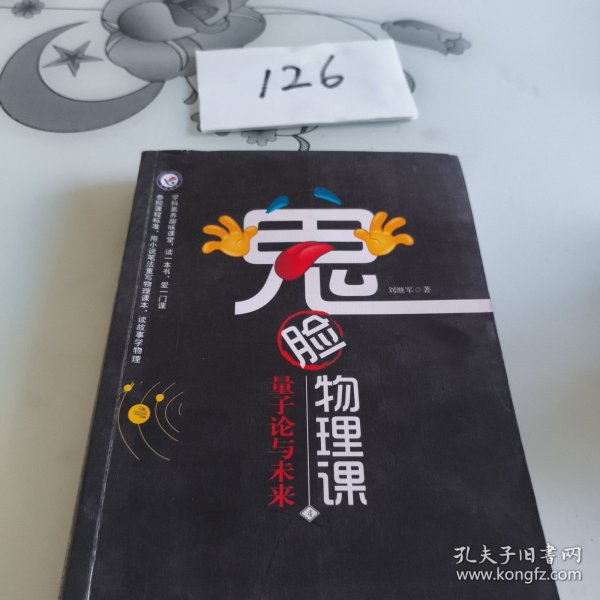 126
学科素养趣味课堂，读一本书，爱一门课
参照课程标准，用小说笔法重写物理课本，读故事学物理
鬼
脸
物理课
刘继军 著
量子论与未来
4
孔夫子旧书网
www.kongfz.com